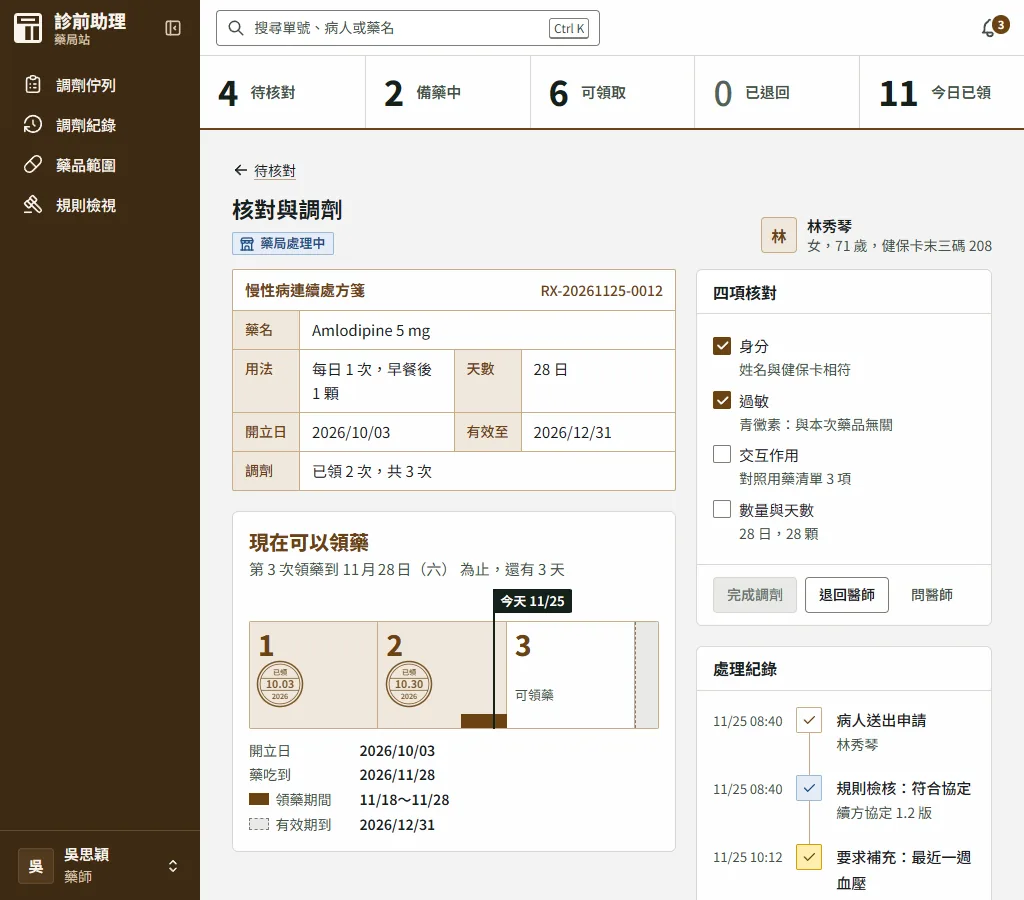 診前助理
藥局站
調劑佇列
調劑紀錄
藥品範圍
規則檢視
吳
吳思穎
藥師
搜尋單號、病人或藥名
Ctrl K
3
4 待核對
2 備藥中
6 可領取
0 已退回
11 今日已領
待核對
核對與調劑
藥局處理中
林
林秀琴
女，71 歲，健保卡末三碼 208
慢性病連續處方箋 RX-20261125-0012
藥名 Amlodipine 5 mg
用法 每日 1 次，早餐後
1 顆
天數 28 日
開立日 2026/10/03 有效至 2026/12/31
調劑 已領 2 次，共 3 次
現在可以領藥
第 3 次領藥到 11 月 28 日（六） 為止，還有 3 天
今天 11/25
1
已領
10.03
2026
2
已領
10.30
2026
3
可領藥
開立日 2026/10/03
藥吃到 2026/11/28
領藥期間 11/18～11/28
有效期到 2026/12/31
四項核對
身分
姓名與健保卡相符
過敏
青黴素：與本次藥品無關
交互作用
對照用藥清單 3 項
數量與天數
28 日，28 顆
完成調劑 退回醫師 問醫師
處理紀錄
11/25 08:40 病人送出申請
林秀琴
11/25 08:40 規則檢核：符合協定
續方協定 1.2 版
11/25 10:12 要求補充：最近一週
血壓